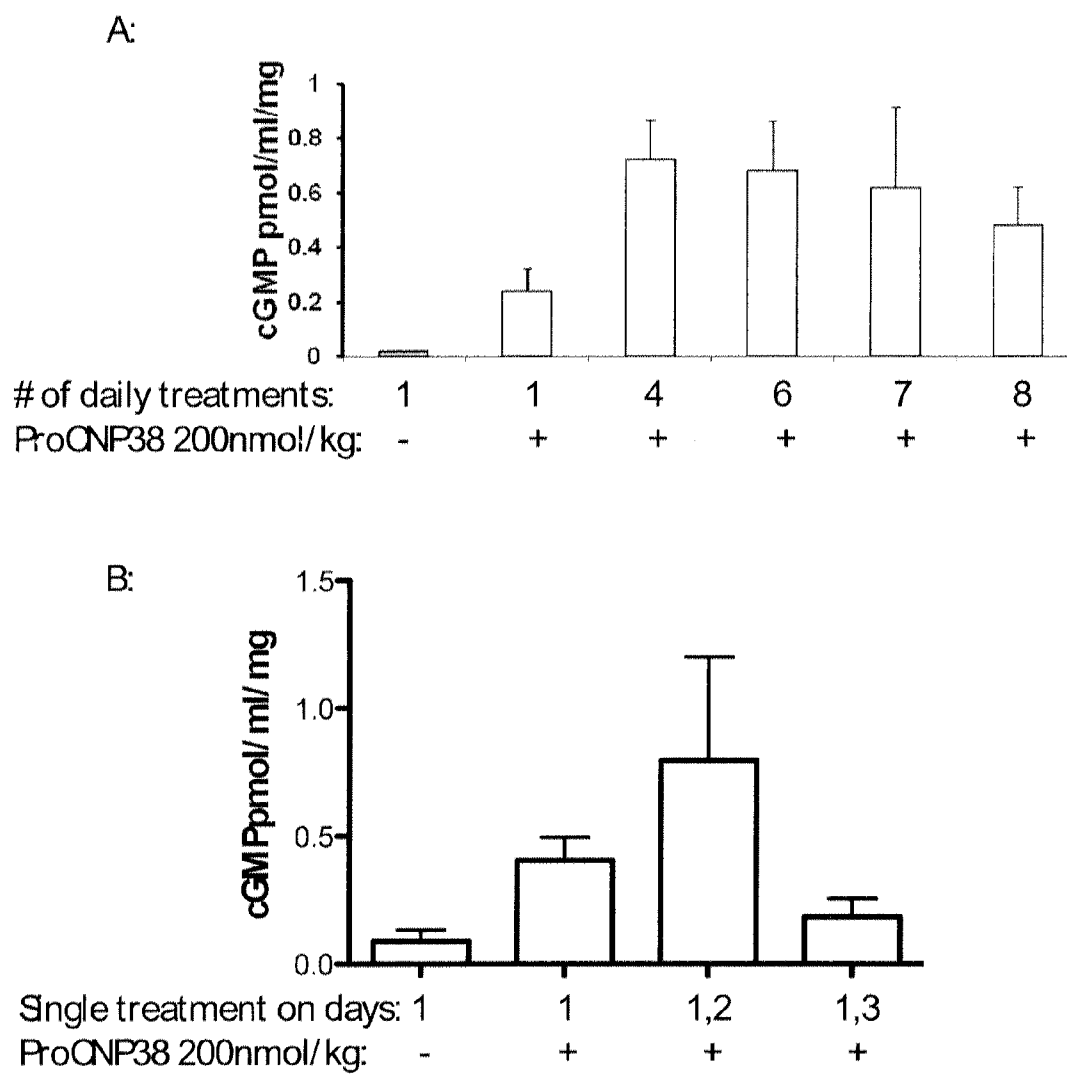 A:
cGMP pmol/ml/mg
1
0.8
0.6
0.4
0.2
0
# of daily treatments: 1 1 4 6 7 8
ProCNP38 200nmol/kg: - + + + + +
B:
cGMP pmol/ml/mg
1.5
1.0
0.5
0.0
Single treatment on days: 1 1 1,2 1,3
ProCNP38 200nmol/kg: - + + +